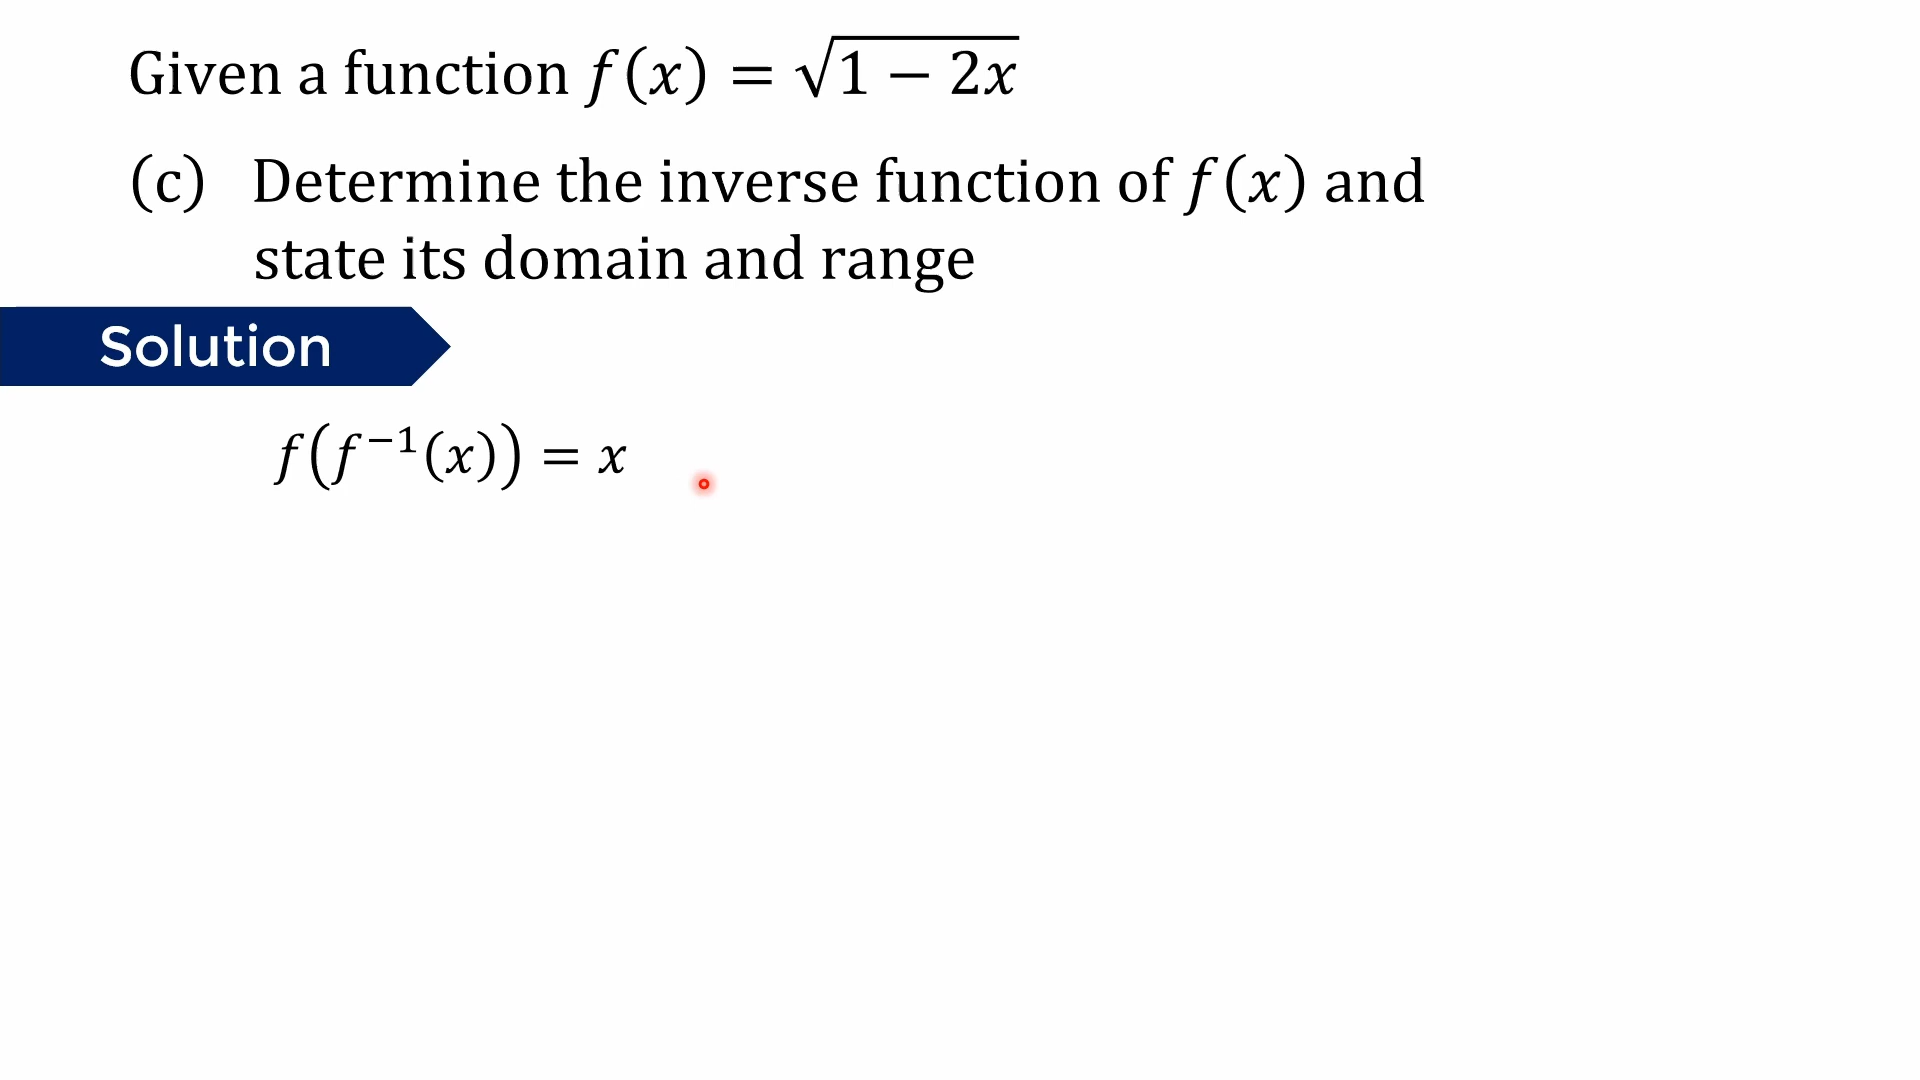 Given a function f(x) = √(1 − 2x)
(c) Determine the inverse function of f(x) and
state its domain and range
Solution
f(f⁻¹(x)) = x